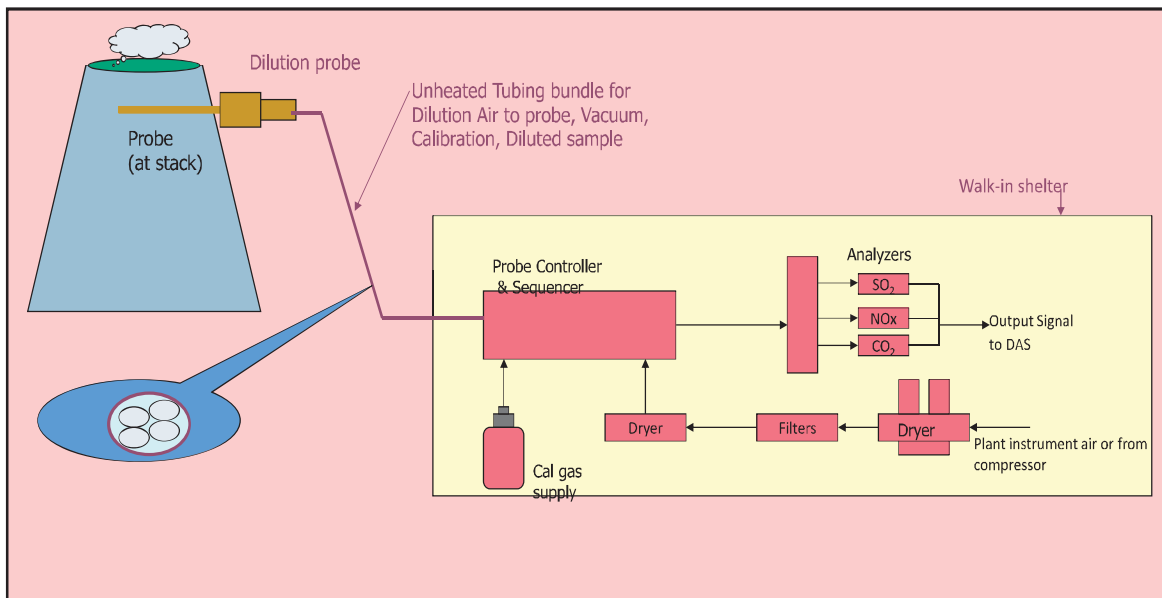 Dilution probe
Unheated Tubing bundle for
Dilution Air to probe, Vacuum,
Calibration, Diluted sample
Probe
(at stack)
Walk-in shelter
Probe Controller
& Sequencer
Analyzers
SO2
NOx
CO2
Output Signal
to DAS
Dryer
Filters
Dryer
Plant instrument air or from
compressor
Cal gas
supply